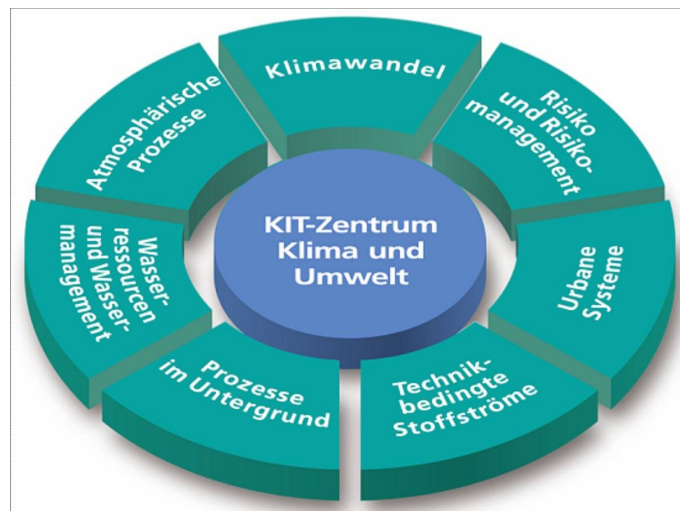 Klimawandel
Risiko
und Risiko-
management
Urbane
Systeme
Technik-
bedingte
Stoffströme
Prozesse
im Untergrund
Wasser-
ressourcen
und Wasser-
management
Atmosphärische
Prozesse
KIT-Zentrum
Klima und
Umwelt